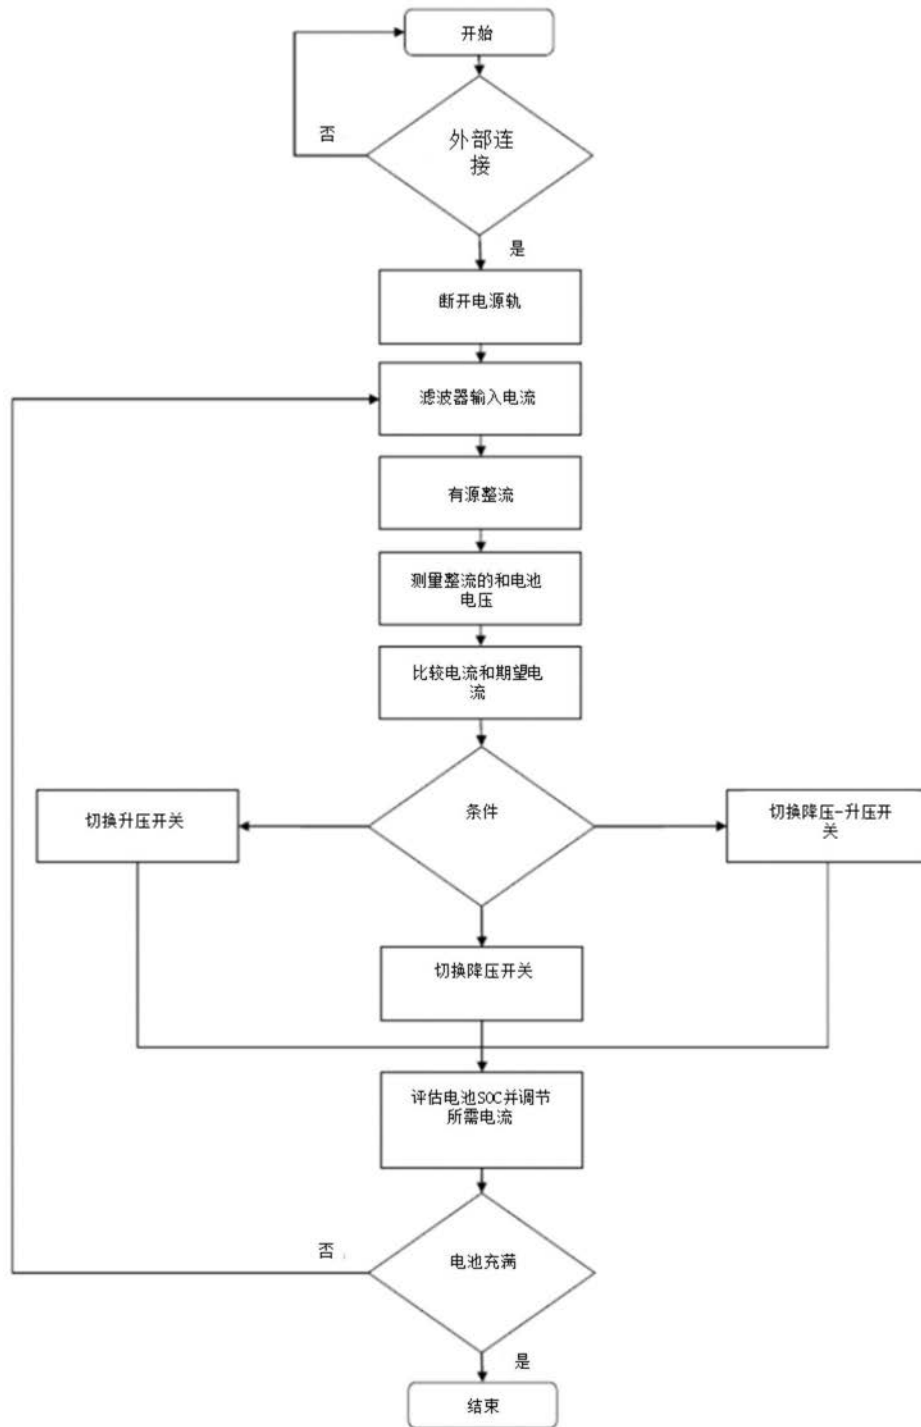 开始
否
外部连
接
是
断开电源轨
滤波器输入电流
有源整流
测量整流的和电池
电压
比较电流和期望电
流
切换升压开关
条件
切换降压-升压开
关
切换降压开关
评估电池SOC并调节
所需电流
否
电池充满
是
结束